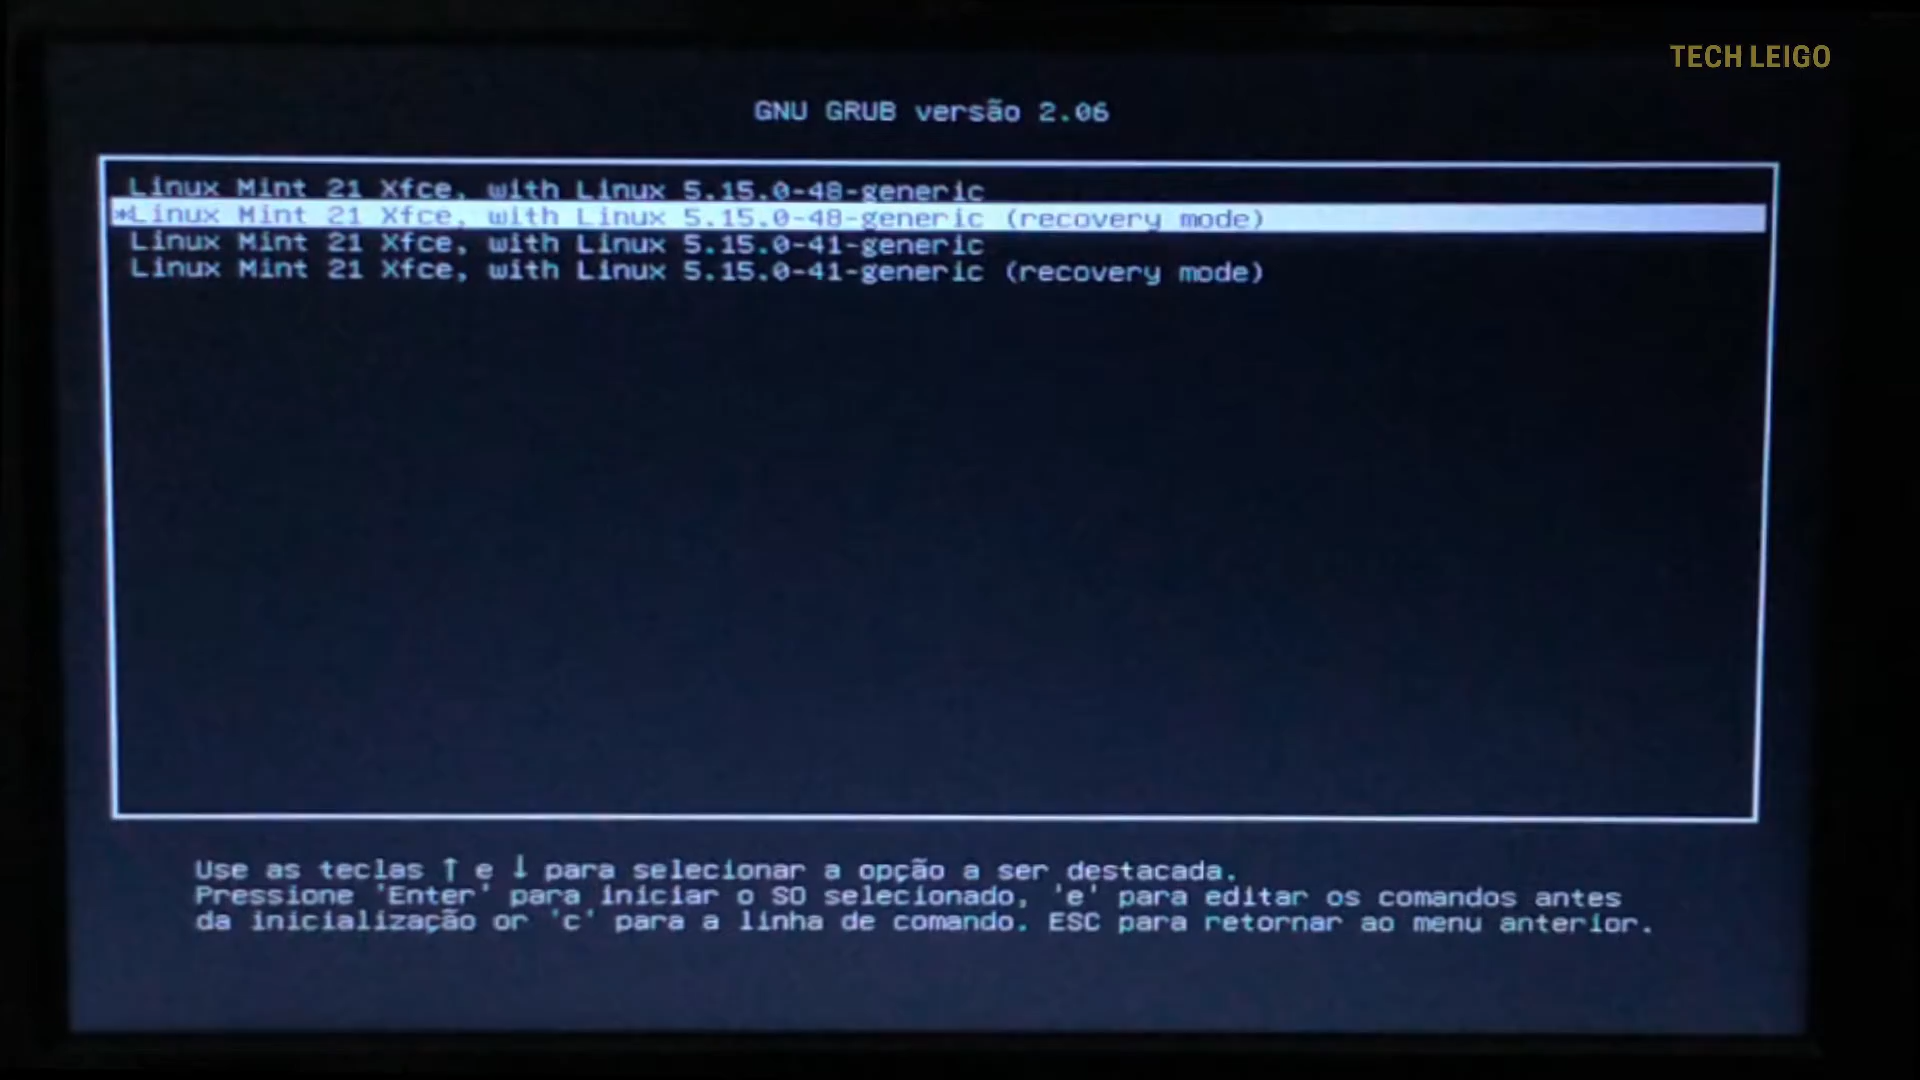 TECH LEIGO
GNU GRUB versão 2.06
Linux Mint 21 Xfce, with Linux 5.15.0-48-generic
*Linux Mint 21 Xfce, with Linux 5.15.0-48-generic (recovery mode)
Linux Mint 21 Xfce, with Linux 5.15.0-41-generic
Linux Mint 21 Xfce, with Linux 5.15.0-41-generic (recovery mode)
Use as teclas ↑ e ↓ para selecionar a opção a ser destacada.
Pressione 'Enter' para iniciar o SO selecionado, 'e' para editar os comandos antes
da inicialização or 'c' para a linha de comando. ESC para retornar ao menu anterior.